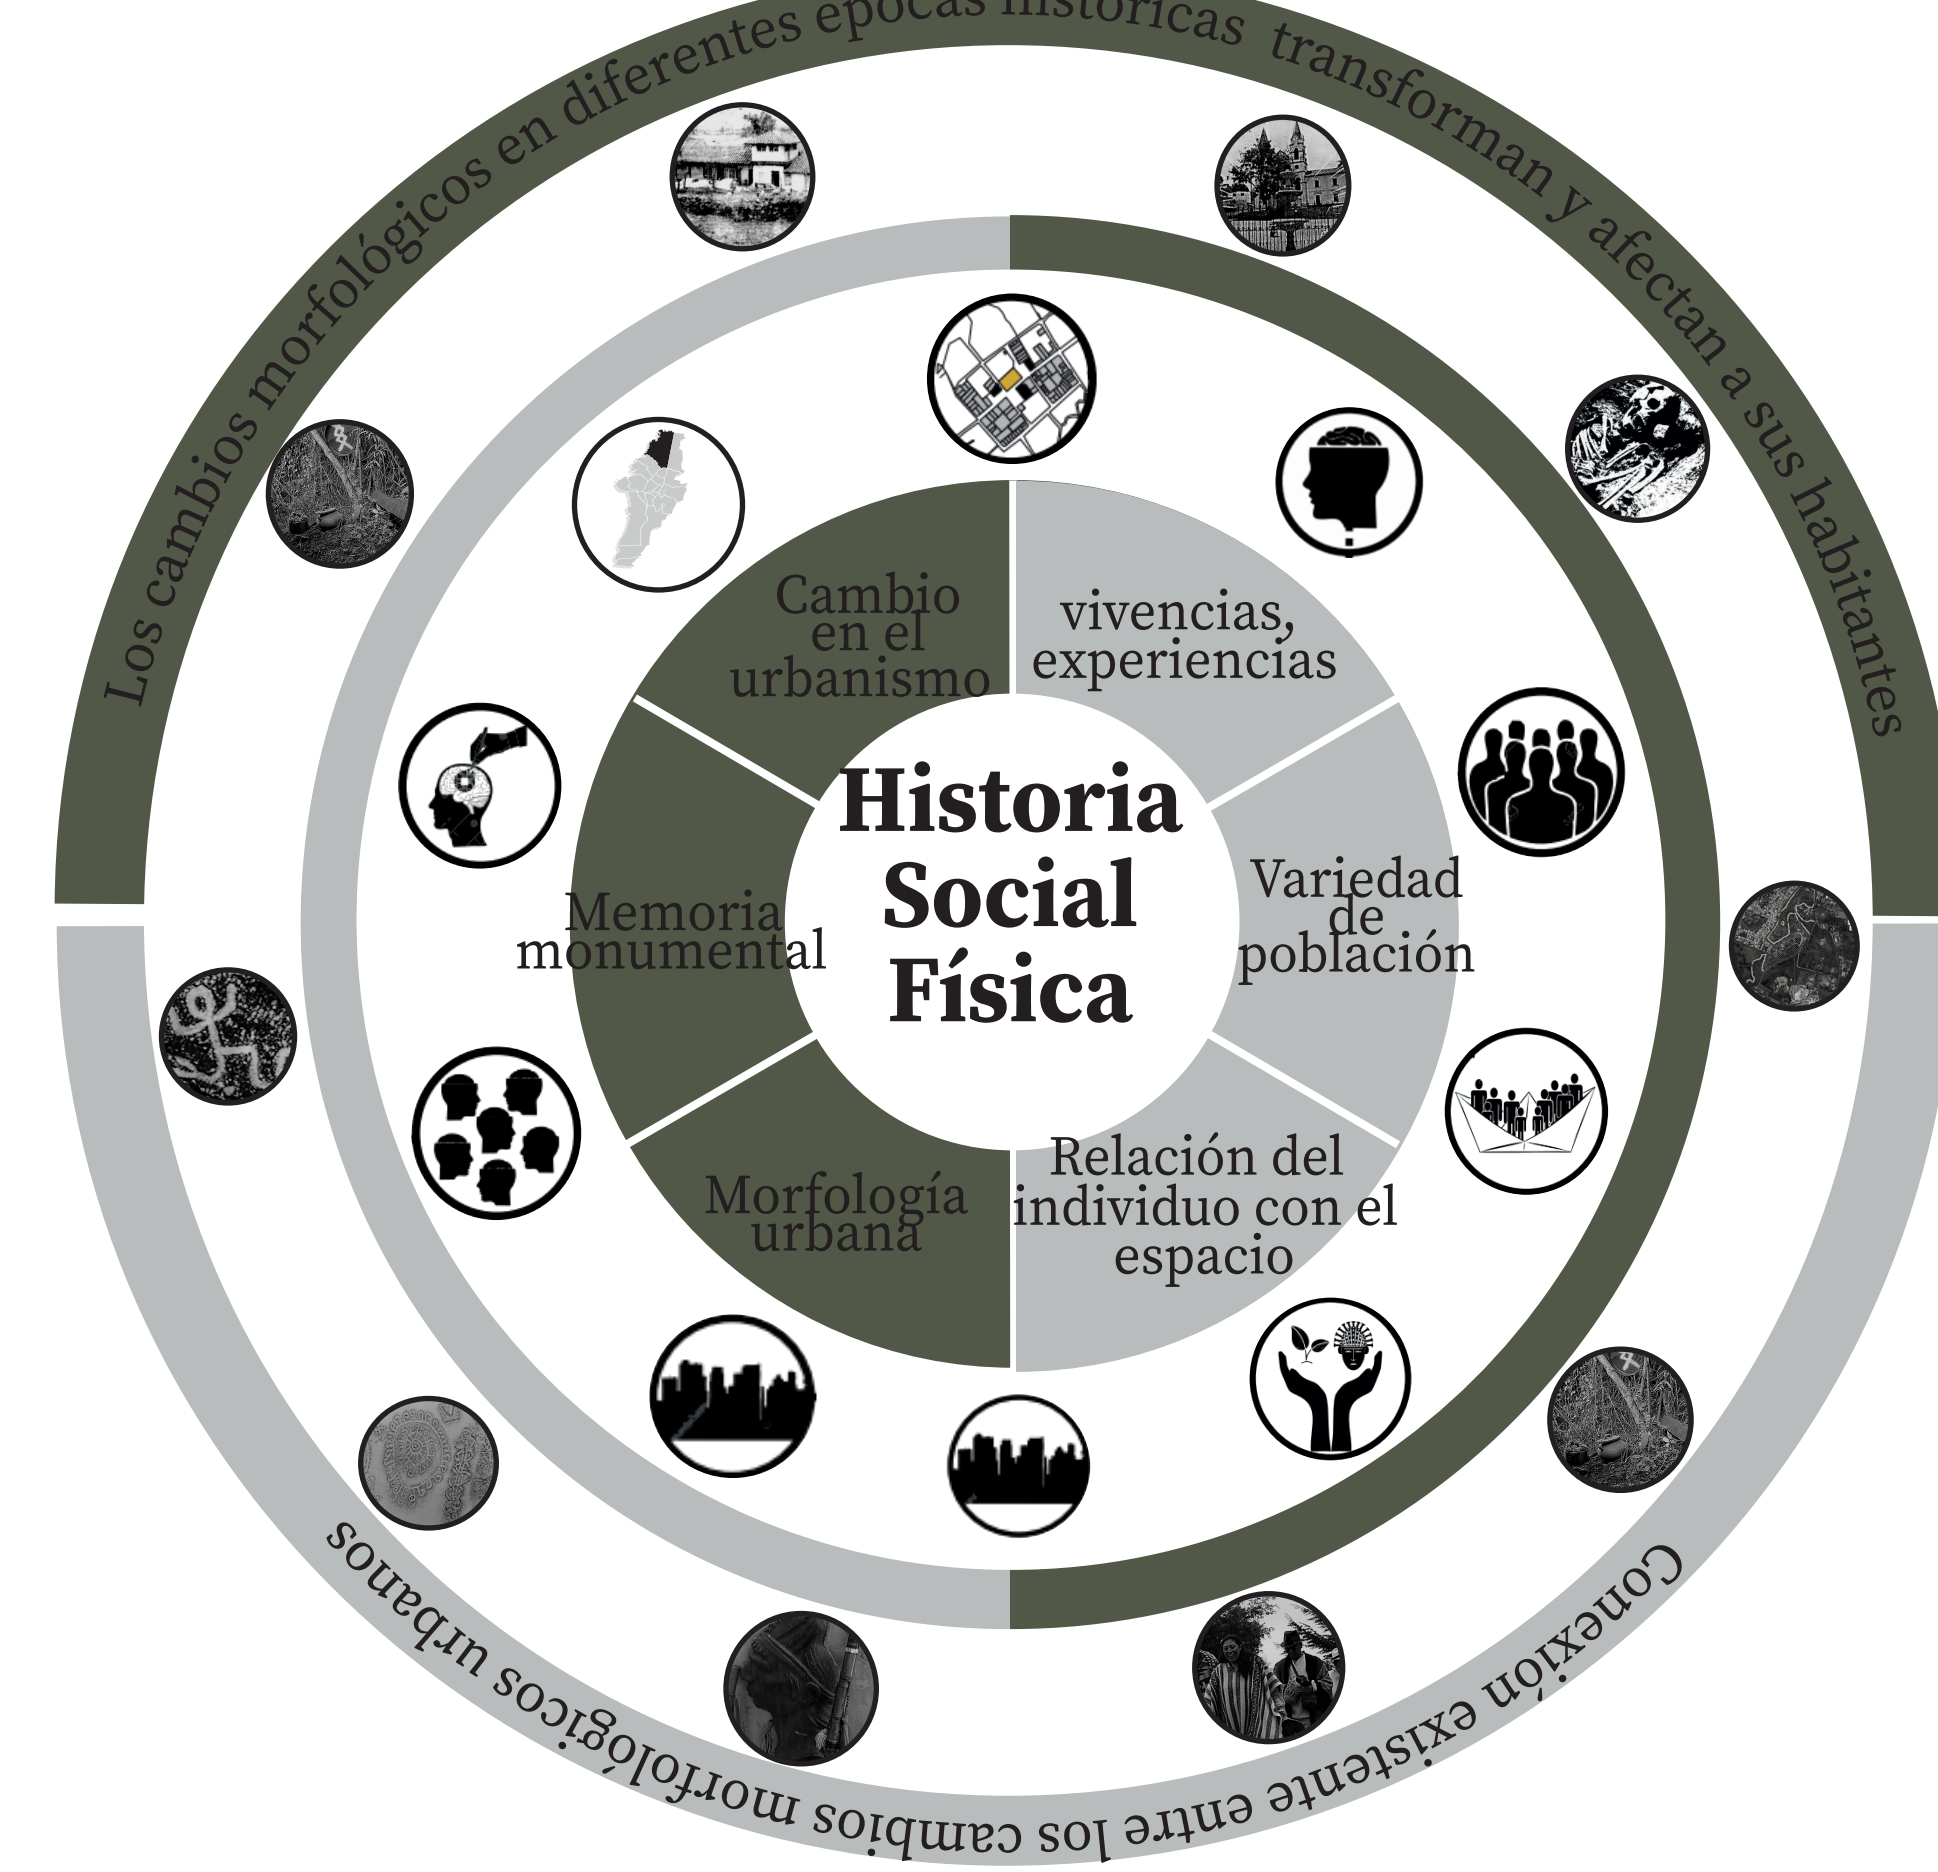 Los cambios morfológicos en diferentes épocas históricas transforman y afectan a sus habitantes
Cambio
en el
urbanismo
vivencias,
experiencias
Historia
Social
Física
Memoria
monumental
Variedad
de
población
Morfología
urbana
Relación del
individuo con el
espacio
Conexión existente entre los cambios morfológicos urbanos